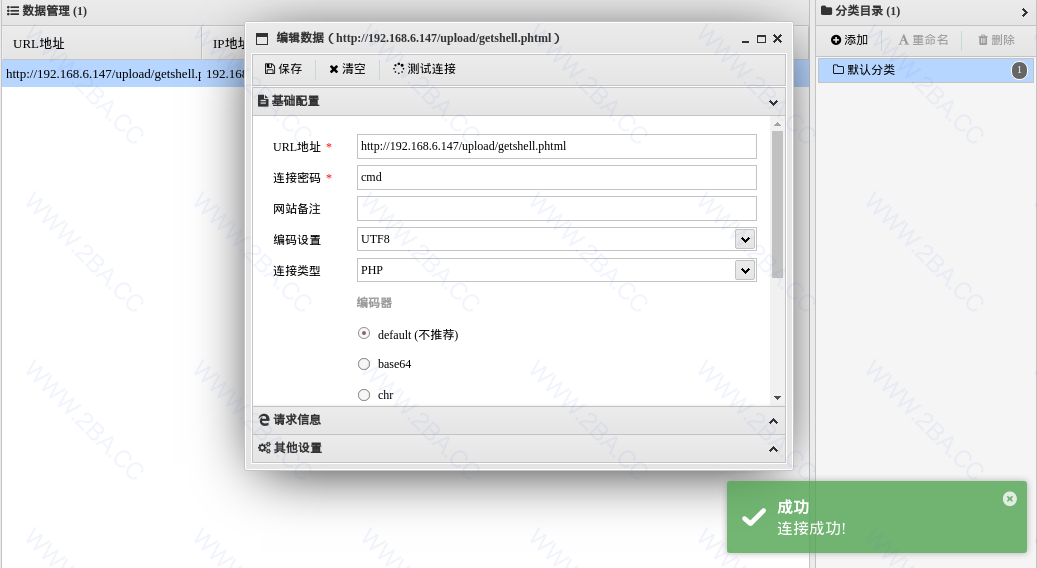 数据管理 (1)
URL地址
IP地址
http://192.168.6.147/upload/getshell.p
192.168
编辑数据 ( http://192.168.6.147/upload/getshell.phtml )
保存
清空
测试连接
基础配置
URL地址 *
http://192.168.6.147/upload/getshell.phtml
连接密码 *
cmd
网站备注
编码设置
UTF8
连接类型
PHP
编码器
default (不推荐)
base64
chr
请求信息
其他设置
分类目录 (1)
添加
重命名
删除
默认分类
1
成功
连接成功!
WWW.2BA.CC